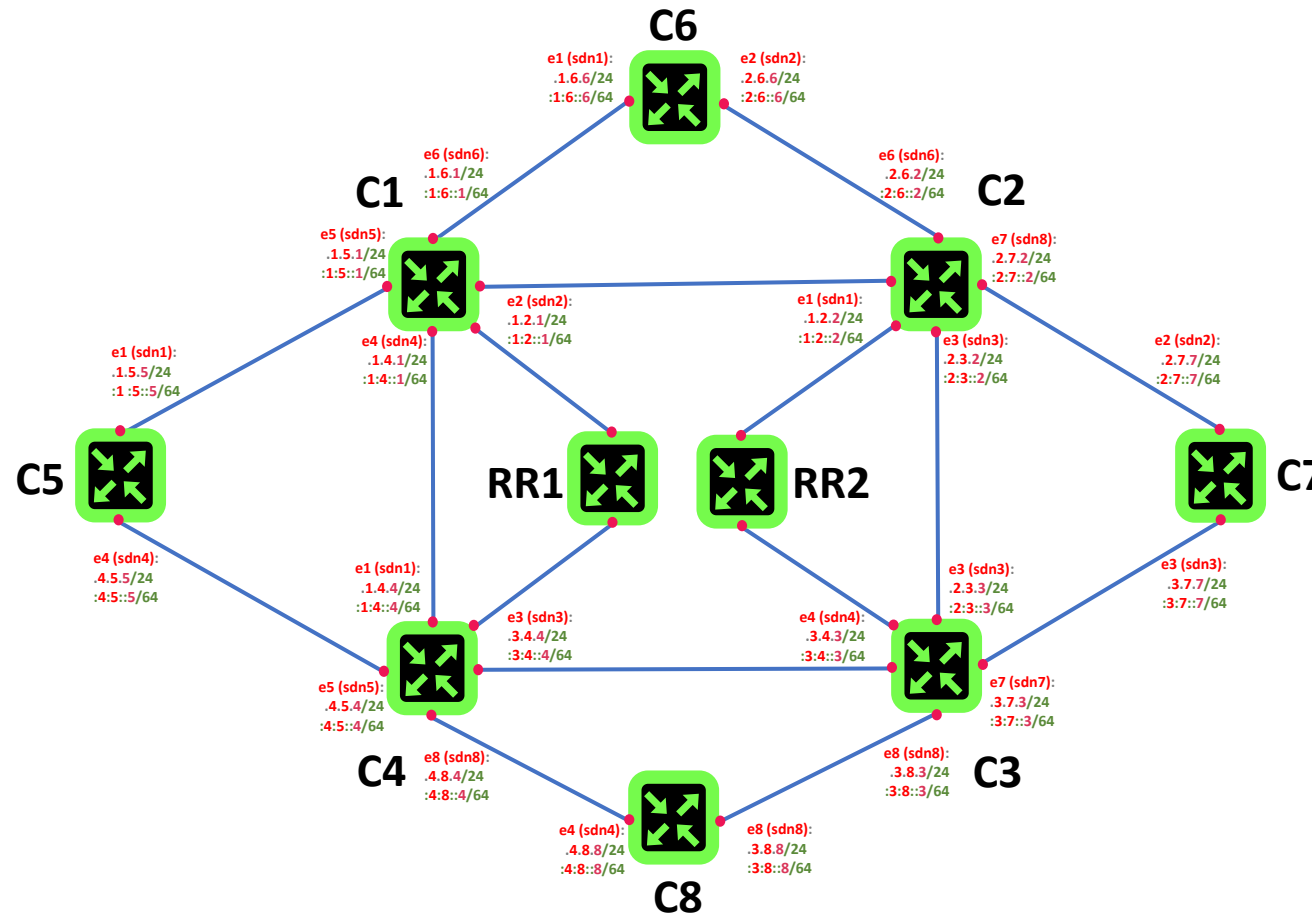 C6
e1 (sdn1):
.1.6.6/24
:1:6::6/64
e2 (sdn2):
.2.6.6/24
:2:6::6/64
e6 (sdn6):
.1.6.1/24
:1:6::1/64
e6 (sdn6):
.2.6.2/24
:2:6::2/64
C1
C2
e5 (sdn5):
.1.5.1/24
:1:5::1/64
e7 (sdn8):
.2.7.2/24
:2:7::2/64
e2 (sdn2):
.1.2.1/24
:1:2::1/64
e1 (sdn1):
.1.2.2/24
:1:2::2/64
e4 (sdn4):
.1.4.1/24
:1:4::1/64
e3 (sdn3):
.2.3.2/24
:2:3::2/64
e1 (sdn1):
.1.5.5/24
:1 :5::5/64
e2 (sdn2):
.2.7.7/24
:2:7::7/64
C5
RR1
RR2
C7
e4 (sdn4):
.4.5.5/24
:4:5::5/64
e1 (sdn1):
.1.4.4/24
:1:4::4/64
e3 (sdn3):
.2.3.3/24
:2:3::3/64
e3 (sdn3):
.3.7.7/24
:3:7::7/64
e3 (sdn3):
.3.4.4/24
:3:4::4/64
e4 (sdn4):
.3.4.3/24
:3:4::3/64
e5 (sdn5):
.4.5.4/24
:4:5::4/64
e7 (sdn7):
.3.7.3/24
:3:7::3/64
C4
C3
e8 (sdn8):
.4.8.4/24
:4:8::4/64
e8 (sdn8):
.3.8.3/24
:3:8::3/64
e4 (sdn4):
.4.8.8/24
:4:8::8/64
e8 (sdn8):
.3.8.8/24
:3:8::8/64
C8